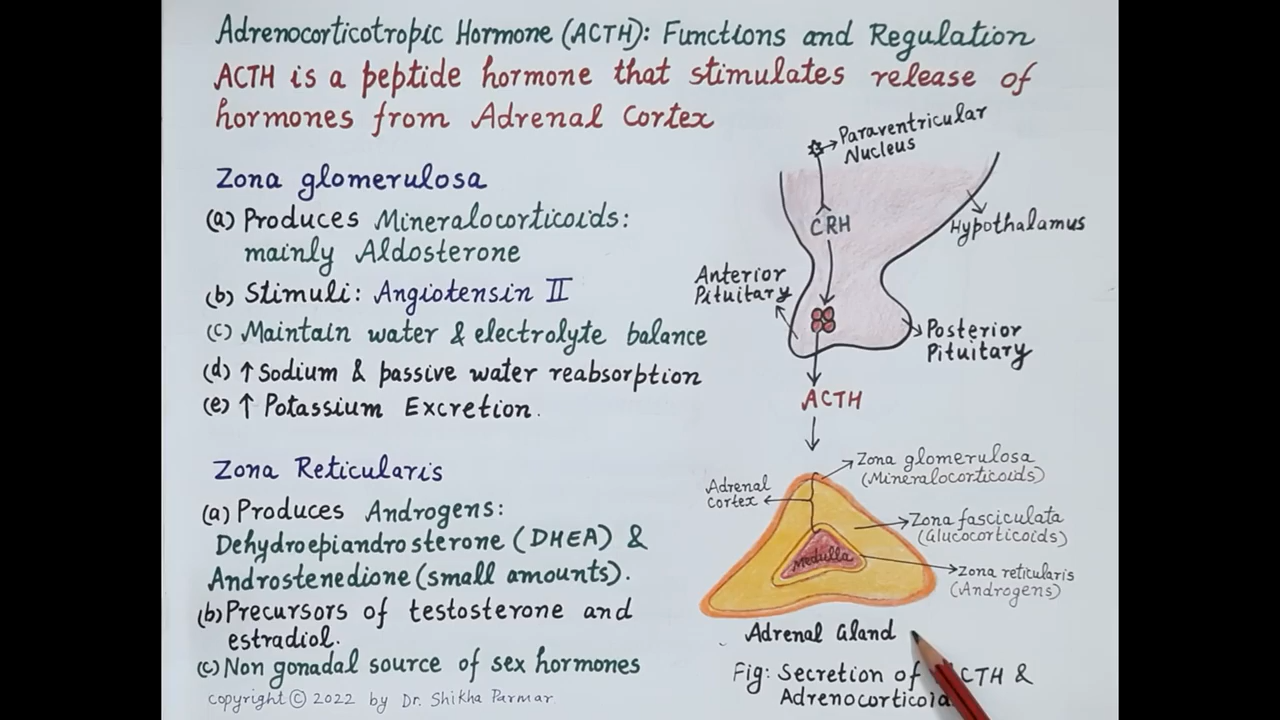 Adrenocorticotropic Hormone (ACTH): Functions and Regulation
ACTH is a peptide hormone that stimulates release of
hormones from Adrenal Cortex
Zona glomerulosa
(a) Produces Mineralocorticoids:
mainly Aldosterone
(b) Stimuli: Angiotensin II
(c) Maintain water & electrolyte balance
(d) ↑ Sodium & passive water reabsorption
(e) ↑ Potassium Excretion.
Zona Reticularis
(a) Produces Androgens:
Dehydroepiandrosterone (DHEA) &
Androstenedione (small amounts).
(b) Precursors of testosterone and
estradiol.
(c) Non gonadal source of sex hormones
copyright © 2022 by Dr. Shikha Parmar
Paraventricular
Nucleus
CRH
Hypothalamus
Anterior
Pituitary
Posterior
Pituitary
ACTH
Zona glomerulosa
(Mineralocorticoids)
Adrenal
Cortex
Zona fasciculata
(Glucocorticoids)
Medulla
Zona reticularis
(Androgens)
Adrenal Gland
Fig: Secretion of CTH &